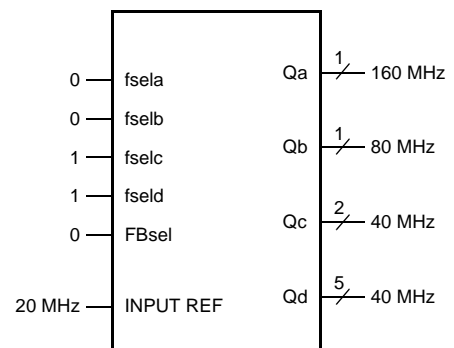 0 fsela Qa 1 160 MHz
0 fselb Qb 1 80 MHz
1 fselc
1 fseld Qc 2 40 MHz
0 FBsel
20 MHz INPUT REF Qd 5 40 MHz